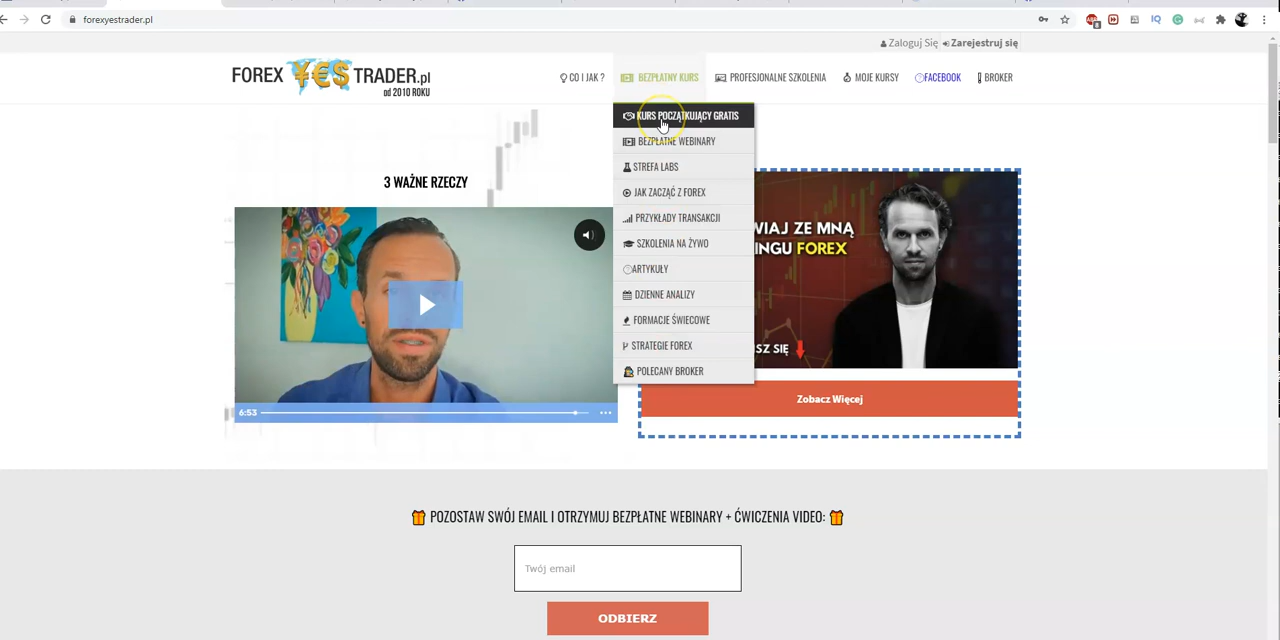 forexyestrader.pl
Zaloguj Się Zarejestruj się
FOREX ¥€$ TRADER.pl
od 2010 ROKU
CO I JAK ?
BEZPŁATNY KURS
PROFESJONALNE SZKOLENIA
MOJE KURSY
FACEBOOK
BROKER
KURS POCZĄTKUJĄCY GRATIS
BEZPŁATNE WEBINARY
STREFA LABS
JAK ZACZĄĆ Z FOREX
PRZYKŁADY TRANSAKCJI
SZKOLENIA NA ŻYWO
ARTYKUŁY
DZIENNE ANALIZY
FORMACJE ŚWIECOWE
STRATEGIE FOREX
POLECANY BROKER
3 WAŻNE RZECZY
6:53
WIAJ ZE MNĄ
INGU FOREX
SZ SIĘ
Zobacz Więcej
POZOSTAW SWÓJ EMAIL I OTRZYMUJ BEZPŁATNE WEBINARY + ĆWICZENIA VIDEO:
Twój email
ODBIERZ